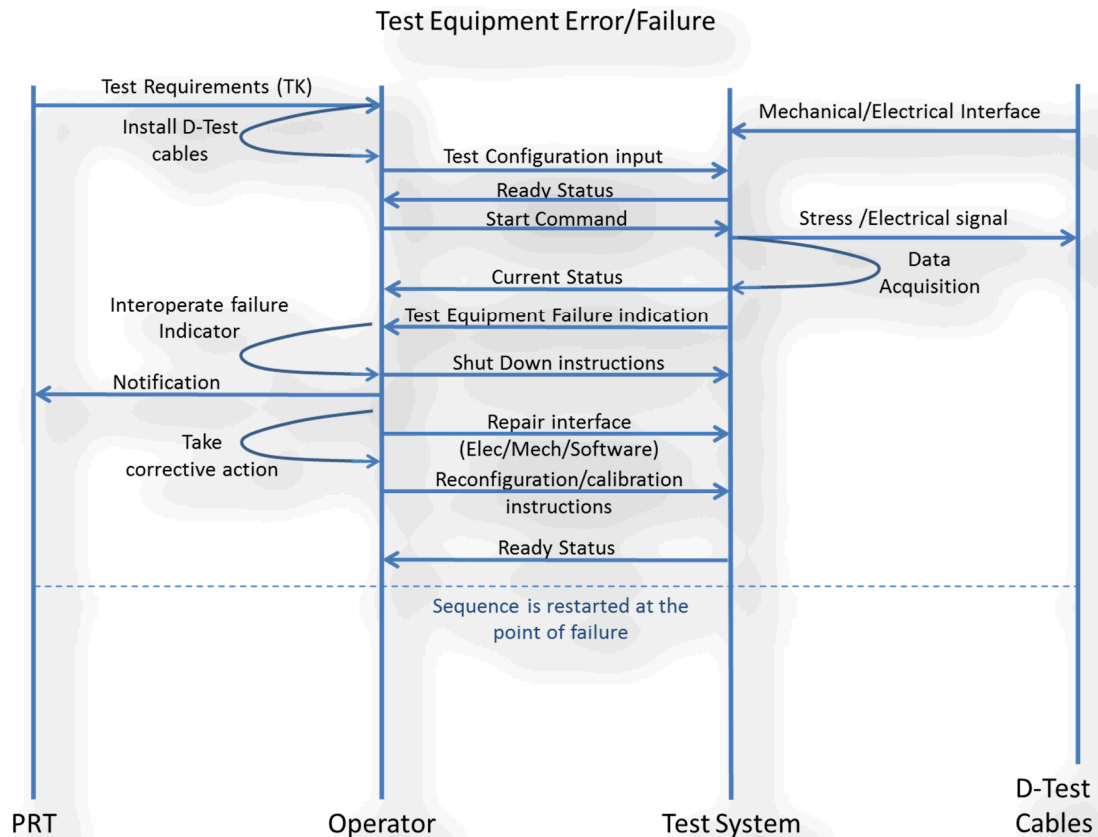 Test Equipment Error/Failure
Test Requirements (TK)
Install D-Test
cables
Mechanical/Electrical Interface
Test Configuration input
Ready Status
Start Command
Stress /Electrical signal
Data
Acquisition
Current Status
Interoperate failure
Indicator
Test Equipment Failure indication
Shut Down instructions
Notification
Take
corrective action
Repair interface
(Elec/Mech/Software)
Reconfiguration/calibration
instructions
Ready Status
Sequence is restarted at the
point of failure
PRT
Operator
Test System
D-Test
Cables